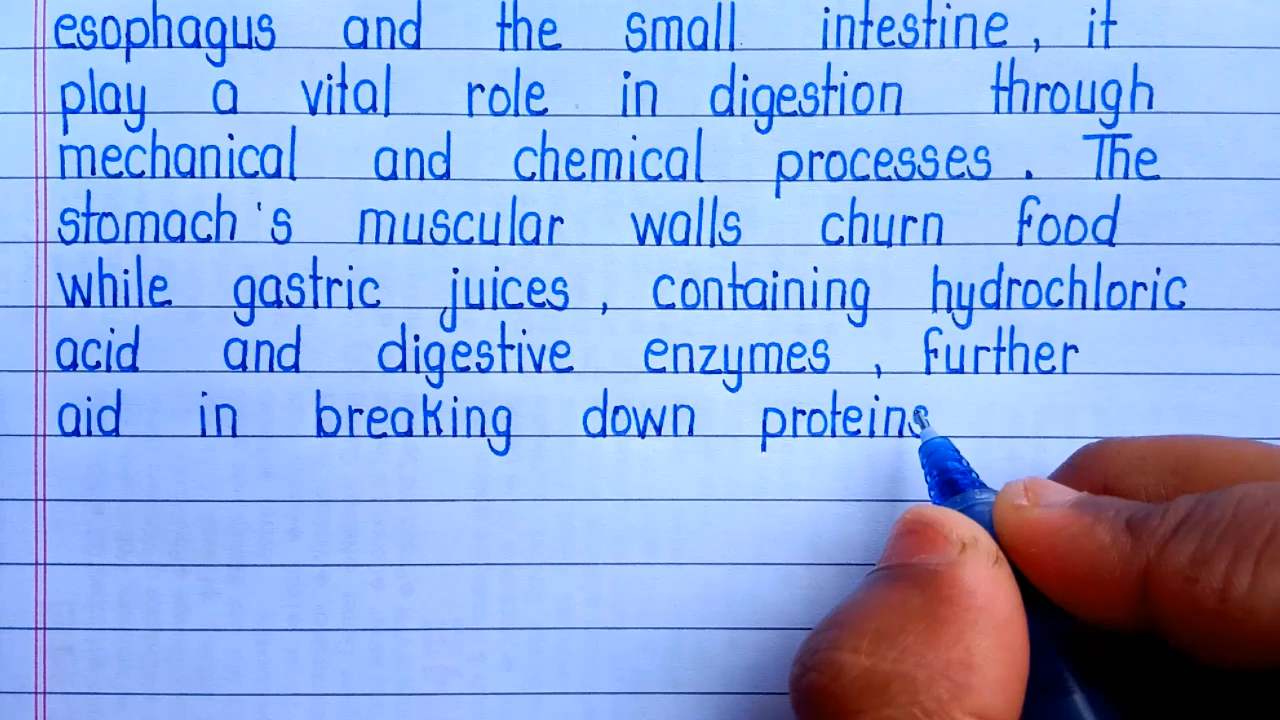 esophagus and the small intestine, it
play a vital role in digestion through
mechanical and chemical processes. The
stomach's muscular walls churn food
while gastric juices, containing hydrochloric
acid and digestive enzymes, further
aid in breaking down proteins